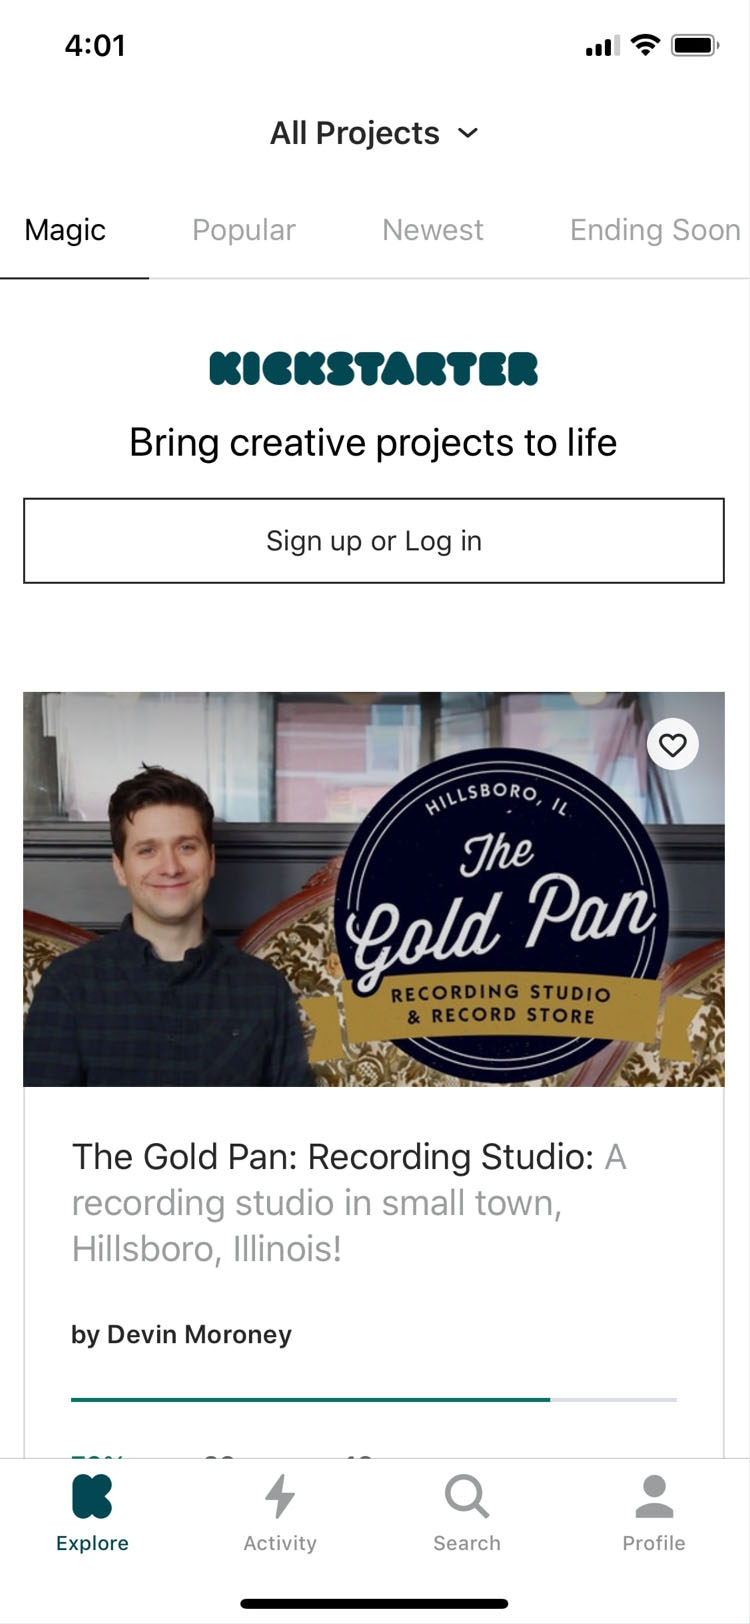 4:01
All Projects
Magic Popular Newest Ending Soon
KICKSTARTER
Bring creative projects to life
Sign up or Log in
HILLSBORO, IL
The
Gold Pan
RECORDING STUDIO
& RECORD STORE
The Gold Pan: Recording Studio: A
recording studio in small town,
Hillsboro, Illinois!
by Devin Moroney
Explore Activity Search Profile